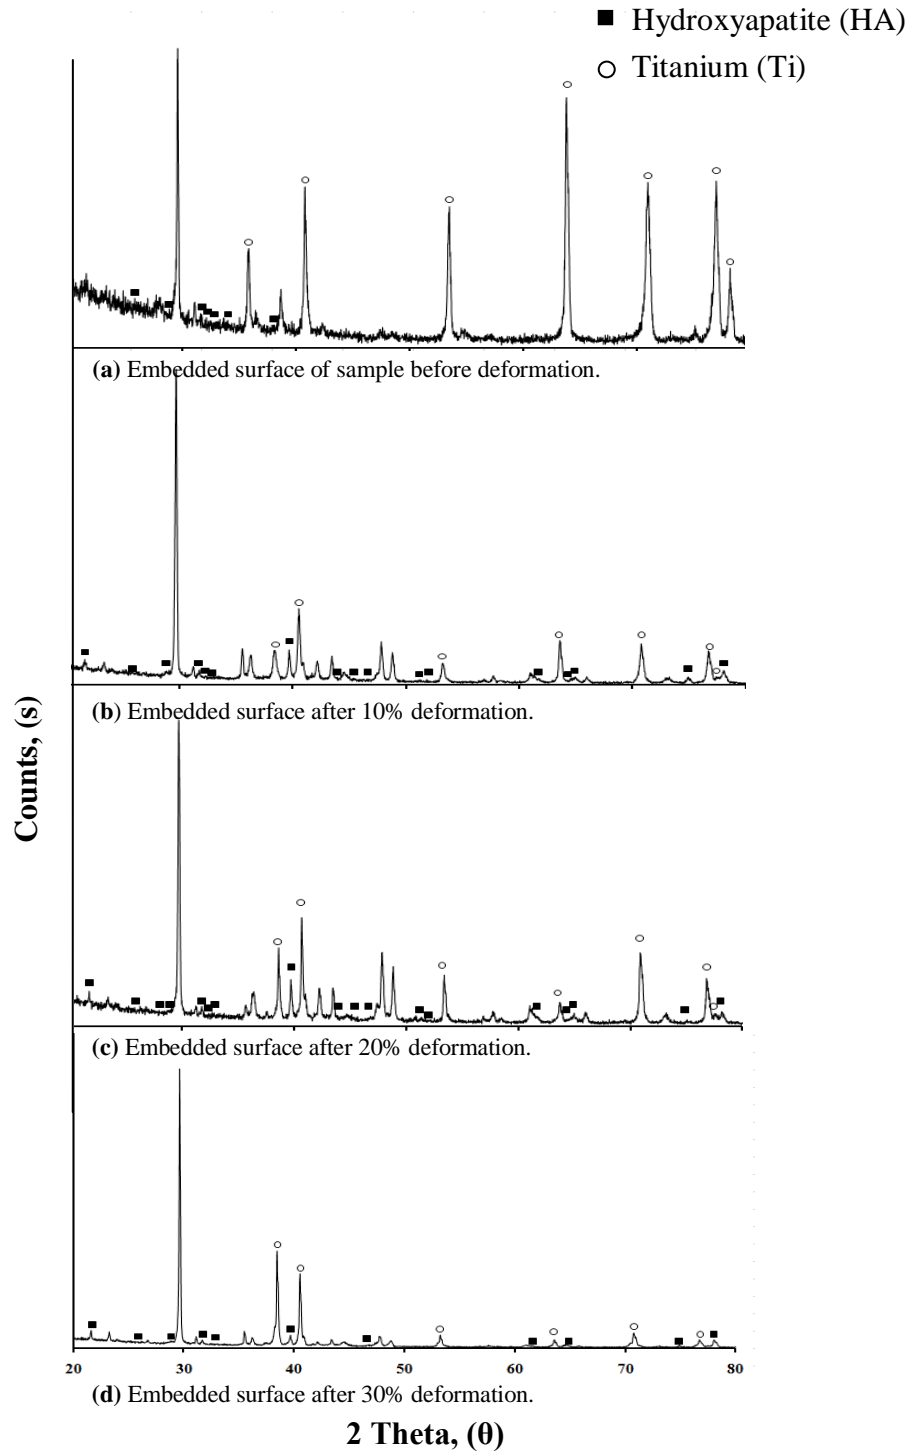 ■ Hydroxyapatite (HA)
○ Titanium (Ti)
(a) Embedded surface of sample before deformation.
(b) Embedded surface after 10% deformation.
Counts, (s)
(c) Embedded surface after 20% deformation.
20 30 40 50 60 70 80
(d) Embedded surface after 30% deformation.
2 Theta, (θ)